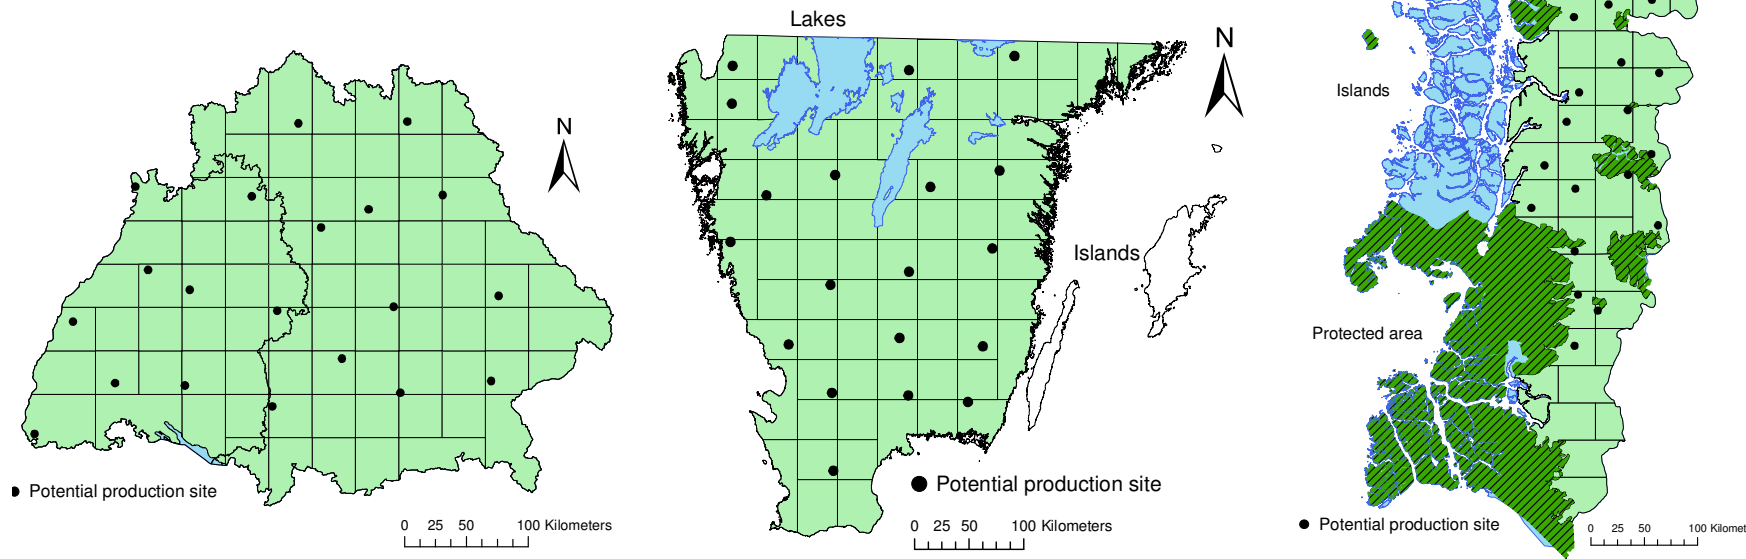 N
Potential production site
0 25 50 100 Kilometers
Lakes
N
Islands
Potential production site
0 25 50 100 Kilometers
Islands
Protected area
Potential production site
0 25 50 100 Kilomet